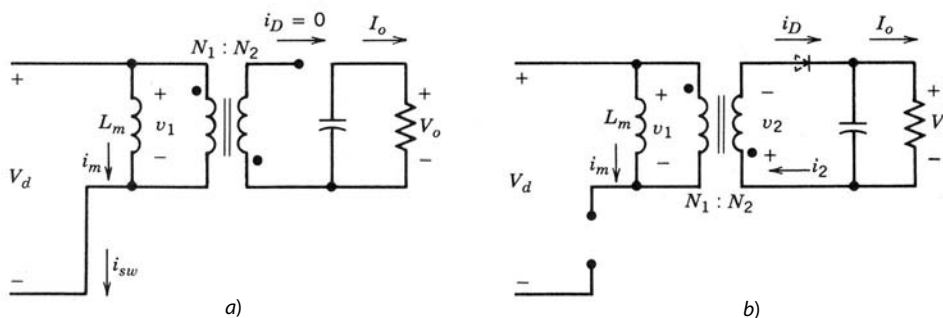 i_D = 0
I_o
N_1 : N_2
+
+
+
L_m
v_1
V_o
−
−
i_m
V_d
−
i_sw
a)
i_D
I_o
+
+
−
+
L_m
v_1
v_2
V
−
+
−
i_m
i_2
V_d
N_1 : N_2
−
b)